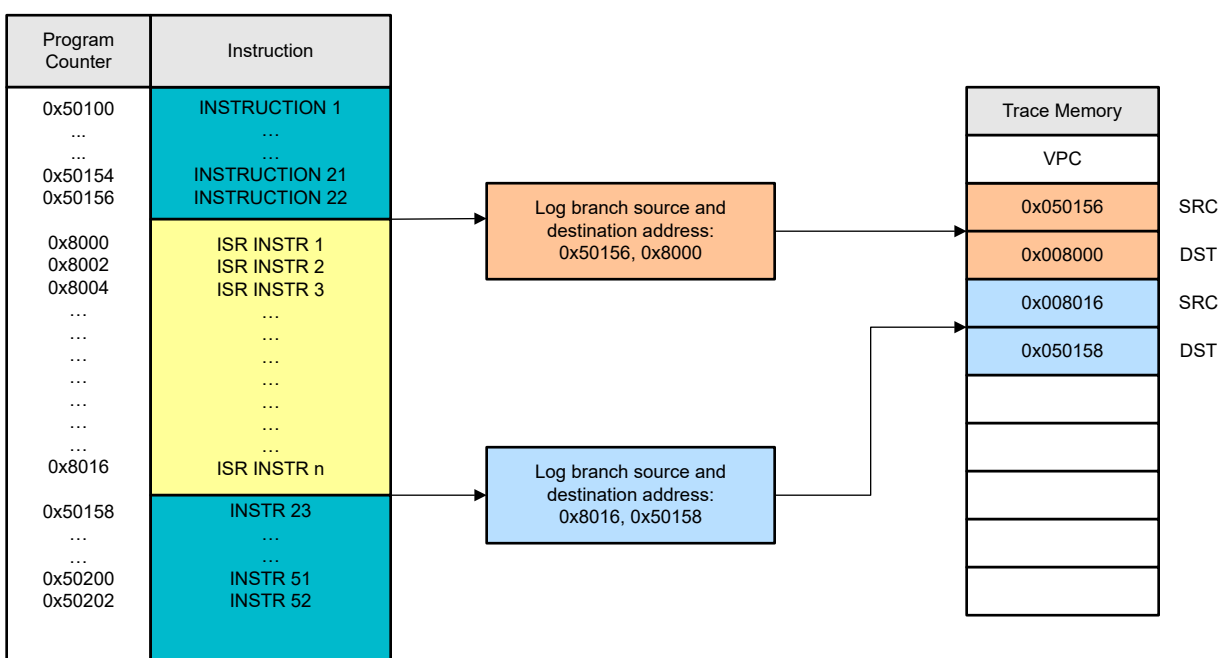 Program
Counter
Instruction
0x50100 INSTRUCTION 1
... …
... …
0x50154 INSTRUCTION 21
0x50156 INSTRUCTION 22
0x8000 ISR INSTR 1
0x8002 ISR INSTR 2
0x8004 ISR INSTR 3
… …
… …
… …
… …
… …
… …
… …
0x8016 ISR INSTR n
0x50158 INSTR 23
… …
… …
0x50200 INSTR 51
0x50202 INSTR 52
Log branch source and
destination address:
0x50156, 0x8000
Log branch source and
destination address:
0x8016, 0x50158
Trace Memory
VPC
0x050156 SRC
0x008000 DST
0x008016 SRC
0x050158 DST